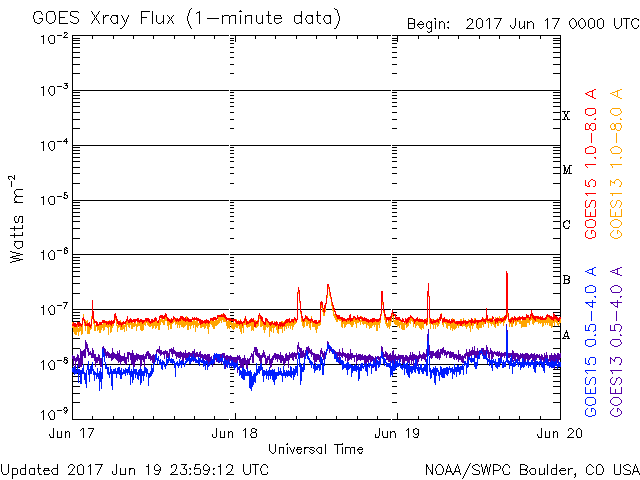 GOES Xray Flux (1-minute data)
Begin: 2017 Jun 17 0000 UTC
10-2
10-3
10-4
10-5
10-6
10-7
10-8
10-9
Watts m-2
X
M
C
B
A
GOES15 1.0-8.0 A
GOES13 1.0-8.0 A
GOES15 0.5-4.0 A
GOES13 0.5-4.0 A
Jun 17 Jun 18 Jun 19 Jun 20
Universal Time
Updated 2017 Jun 19 23:59:12 UTC
NOAA/SWPC Boulder, CO USA